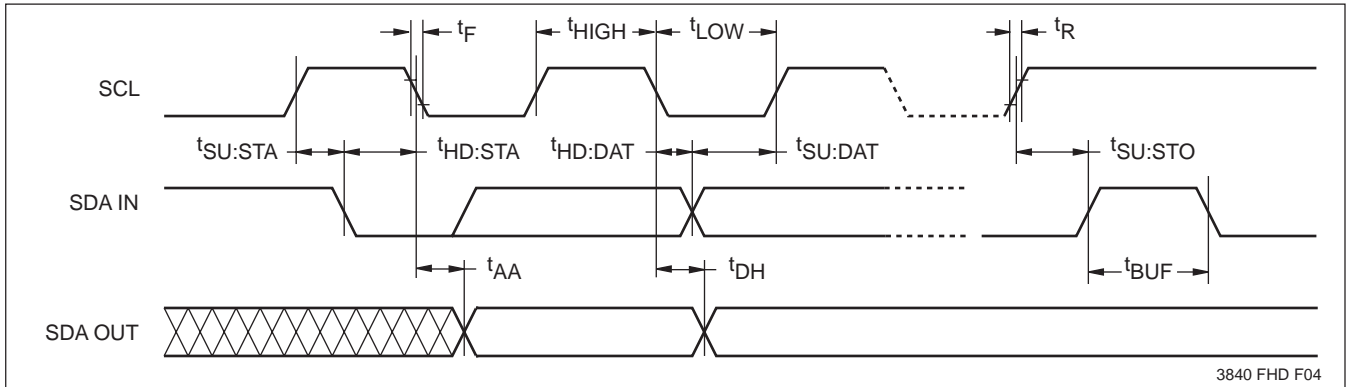 tF
tHIGH
tLOW
tR
SCL
tSU:STA
tHD:STA
tHD:DAT
tSU:DAT
tSU:STO
SDA IN
tAA
tDH
tBUF
SDA OUT
3840 FHD F04